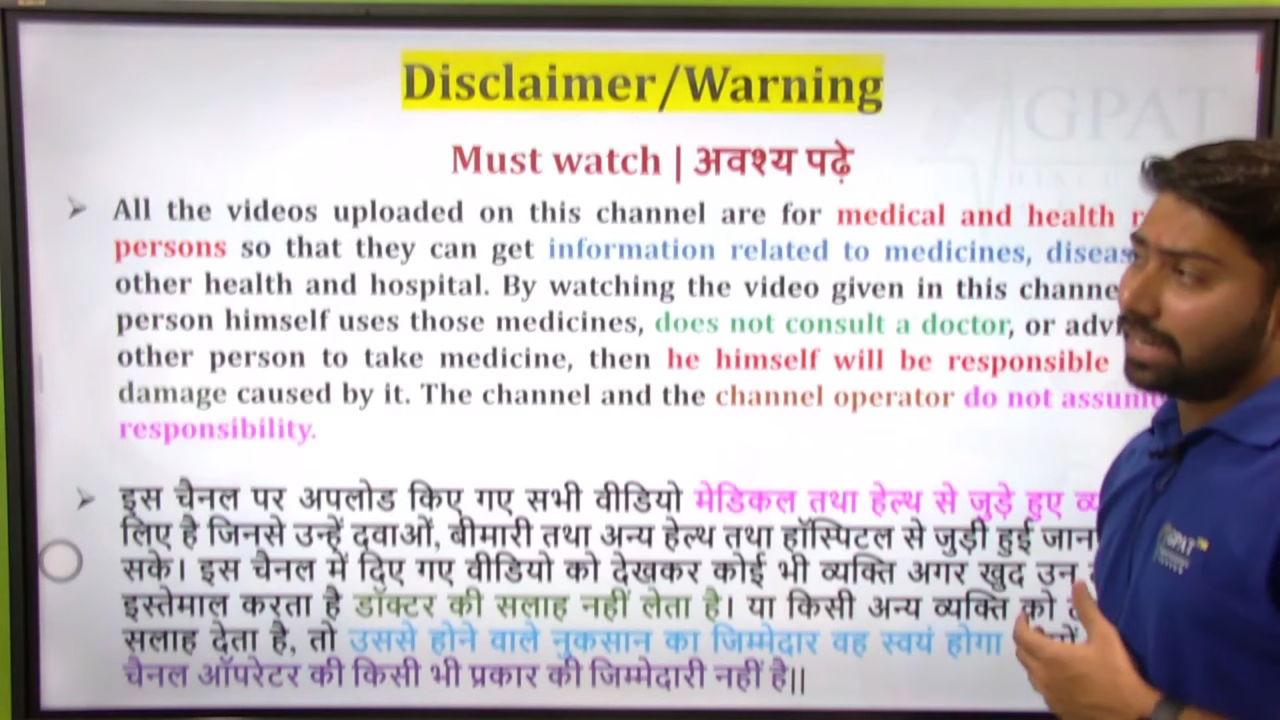 Disclaimer/Warning
GPAT
Must watch | अवश्य पढ़े
➢ All the videos uploaded on this channel are for medical and health
persons so that they can get information related to medicines,
other health and hospital. By watching the video given in this
person himself uses those medicines, does not consult a doctor, or
other person to take medicine, then he himself will be responsible
damage caused by it. The channel and the channel operator do not
responsibility.
➢ इस चैनल पर अपलोड किए गए सभी वीडियो मेडिकल तथा हेल्थ से जुड़े हुए
लिए है जिनसे उन्हें दवाओं, बीमारी तथा अन्य हेल्थ तथा हॉस्पिटल से जुड़ी हुई
सके। इस चैनल में दिए गए वीडियो को देखकर कोई भी व्यक्ति अगर खुद उन
इस्तेमाल करता है डॉक्टर की सलाह नहीं लेता है। या किसी अन्य व्यक्ति को
सलाह देता है, तो उससे होने वाले नुकसान का जिम्मेदार वह स्वयं होगा
चैनल ऑपरेटर की किसी भी प्रकार की जिम्मेदारी नहीं है||
GPAT